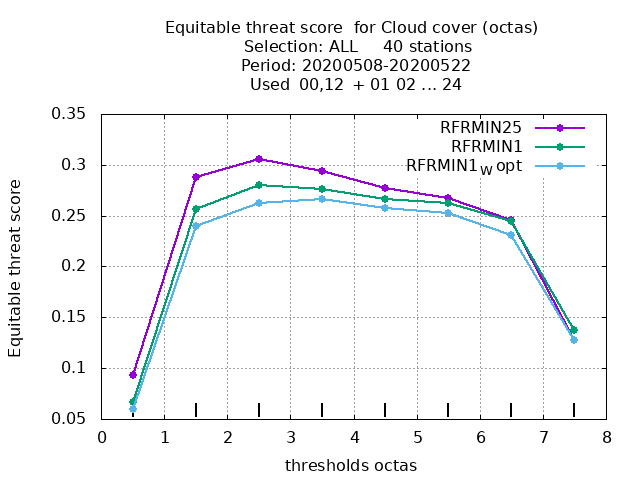 Equitable threat score  for Cloud cover (octas)
Selection: ALL     40 stations
Period: 20200508-20200522
Used  00,12  + 01 02 ... 24
RFRMIN25
RFRMIN1
RFRMIN1W opt
Equitable threat score
0.35
0.3
0.25
0.2
0.15
0.1
0.05
0 1 2 3 4 5 6 7 8
thresholds octas